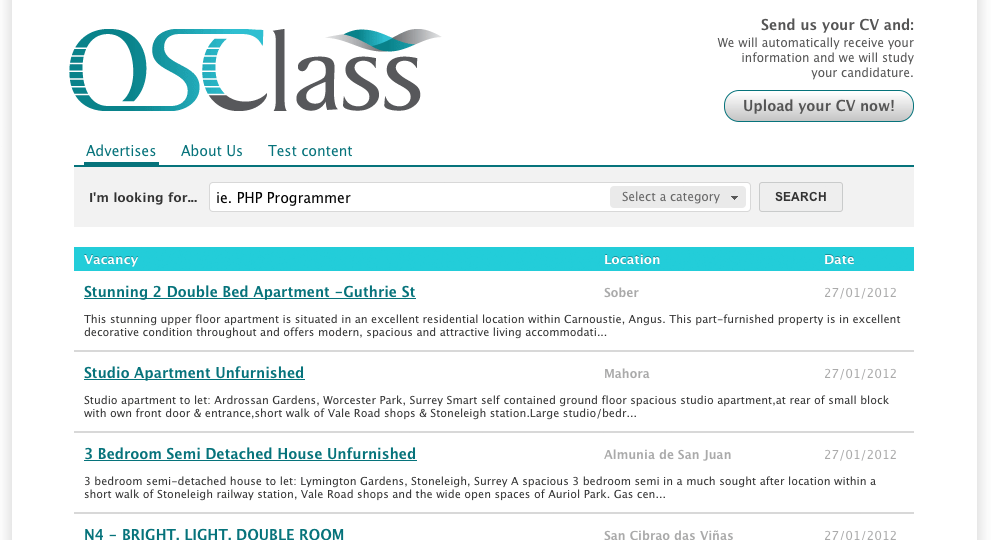 OSClass
Send us your CV and:
We will automatically receive your
information and we will study
your candidature.
Upload your CV now!
Advertises About Us Test content
I'm looking for... ie. PHP Programmer Select a category SEARCH
Vacancy Location Date
Stunning 2 Double Bed Apartment -Guthrie St Sober 27/01/2012
This stunning upper floor apartment is situated in an excellent residential location within Carnoustie, Angus. This part-furnished property is in excellent
decorative condition throughout and offers modern, spacious and attractive living accommodati...
Studio Apartment Unfurnished Mahora 27/01/2012
Studio apartment to let: Ardrossan Gardens, Worcester Park, Surrey Smart self contained ground floor spacious studio apartment,at rear of small block
with own front door & entrance,short walk of Vale Road shops & Stoneleigh station.Large studio/bedr...
3 Bedroom Semi Detached House Unfurnished Almunia de San Juan 27/01/2012
3 bedroom semi-detached house to let: Lymington Gardens, Stoneleigh, Surrey A spacious 3 bedroom semi in a much sought after location within a
short walk of Stoneleigh railway station, Vale Road shops and the wide open spaces of Auriol Park. Gas cen...
N4 - BRIGHT, LIGHT, DOUBLE ROOM San Cibrao das Viñas 27/01/2012